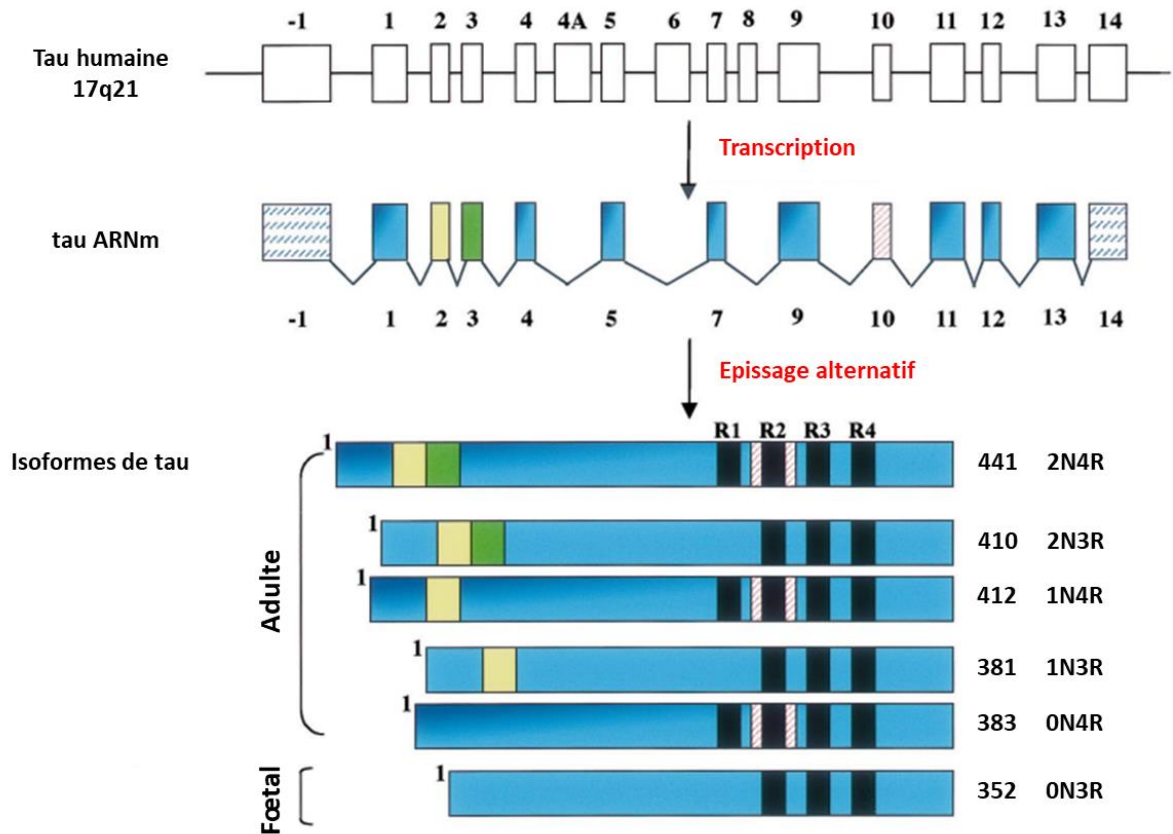 -1 1 2 3 4 4A 5 6 7 8 9 10 11 12 13 14
Tau humaine
17q21
Transcription
tau ARNm
-1 1 2 3 4 5 7 9 10 11 12 13 14
Epissage alternatif
R1 R2 R3 R4
Isoformes de tau
1 441 2N4R
1 410 2N3R
1 412 1N4R
Adulte
1 381 1N3R
1 383 0N4R
Fœtal
1 352 0N3R